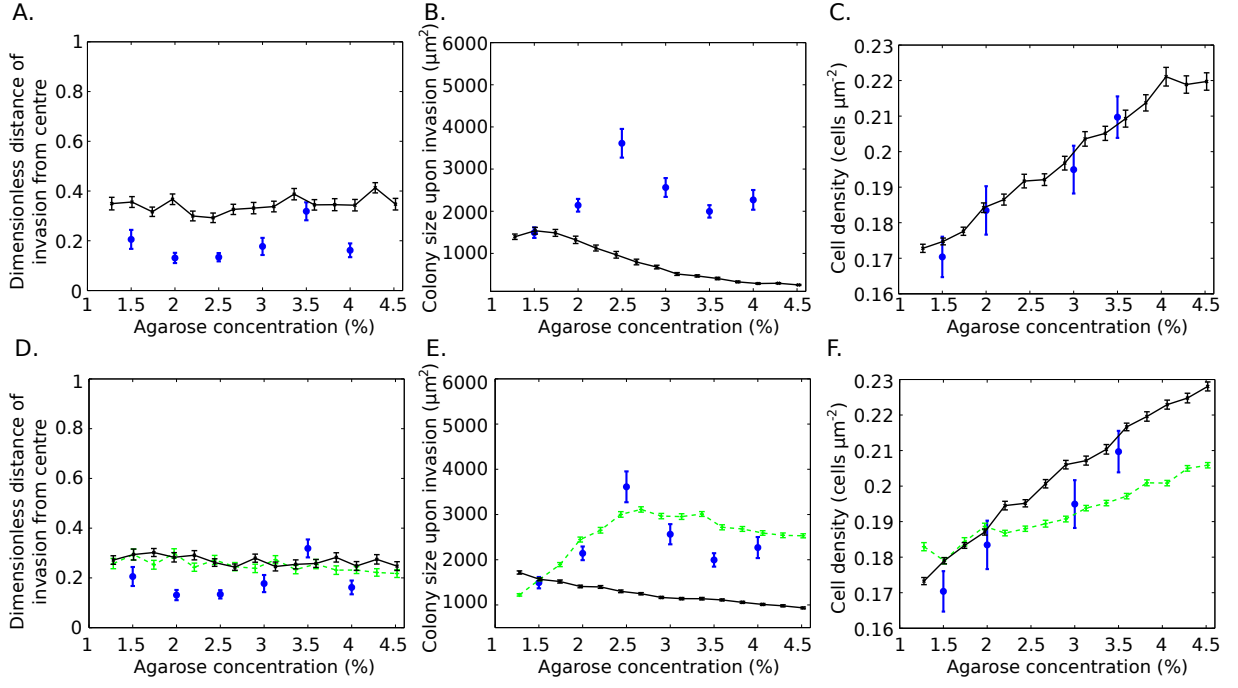 A.
Dimensionless distance of
invasion from centre
1
0.8
0.6
0.4
0.2
0
1 1.5 2 2.5 3 3.5 4 4.5
Agarose concentration (%)
B.
Colony size upon invasion (µm²)
6000
5000
4000
3000
2000
1000
1 1.5 2 2.5 3 3.5 4 4.5
Agarose concentration (%)
C.
Cell density (cells µm⁻²)
0.23
0.22
0.21
0.2
0.19
0.18
0.17
0.16
1 1.5 2 2.5 3 3.5 4 4.5
Agarose concentration (%)
D.
Dimensionless distance of
invasion from centre
1
0.8
0.6
0.4
0.2
0
1 1.5 2 2.5 3 3.5 4 4.5
Agarose concentration (%)
E.
Colony size upon invasion (µm²)
6000
5000
4000
3000
2000
1000
1 1.5 2 2.5 3 3.5 4 4.5
Agarose concentration (%)
F.
Cell density (cells µm⁻²)
0.23
0.22
0.21
0.2
0.19
0.18
0.17
0.16
1 1.5 2 2.5 3 3.5 4 4.5
Agarose concentration (%)